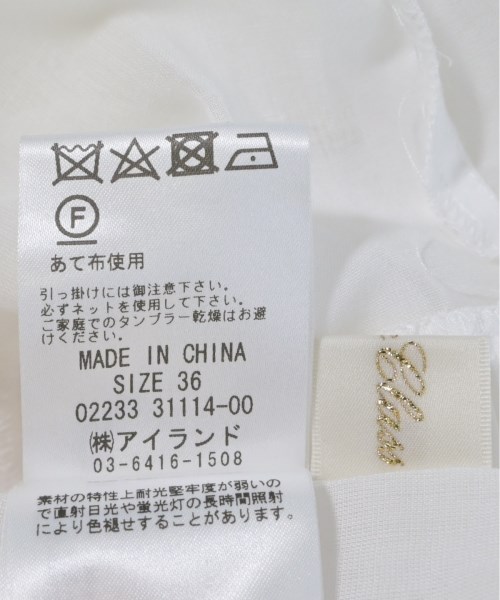 F
あて布使用
引っ掛けには御注意下さい。
必ずネットを使用して下さい。
ご家庭でのタンブラー乾燥はお避
けください。
MADE IN CHINA
SIZE 36
02233 31114-00
㈱アイランド
03-6416-1508
素材の特性上耐光堅牢度が弱いの
で直射日光や蛍光灯の長時間照射
により色褪せすることがあります。
Class